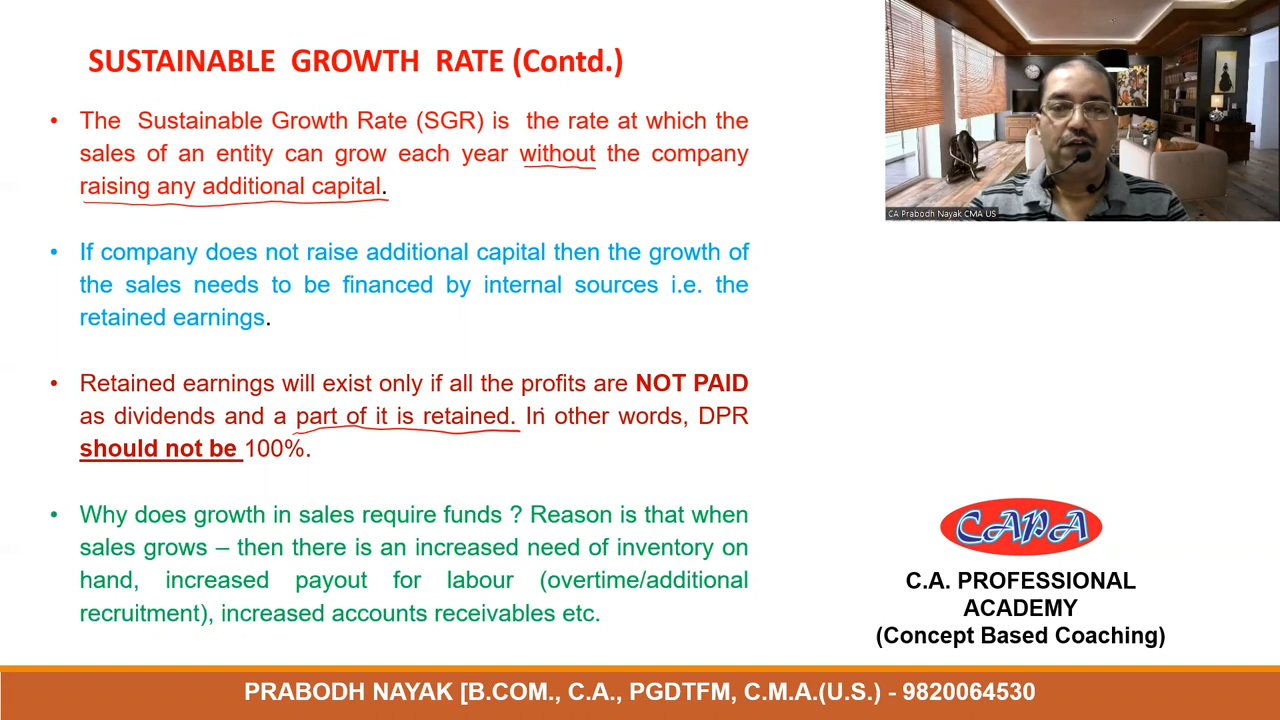 SUSTAINABLE GROWTH RATE (Contd.)
• The Sustainable Growth Rate (SGR) is the rate at which the
sales of an entity can grow each year without the company
raising any additional capital.
• If company does not raise additional capital then the growth of
the sales needs to be financed by internal sources i.e. the
retained earnings.
• Retained earnings will exist only if all the profits are NOT PAID
as dividends and a part of it is retained. In other words, DPR
should not be 100%.
• Why does growth in sales require funds ? Reason is that when
sales grows – then there is an increased need of inventory on
hand, increased payout for labour (overtime/additional
recruitment), increased accounts receivables etc.
CA Prabodh Nayak CMA US
CAPA
C.A. PROFESSIONAL
ACADEMY
(Concept Based Coaching)
PRABODH NAYAK [B.COM., C.A., PGDTFM, C.M.A.(U.S.) - 9820064530